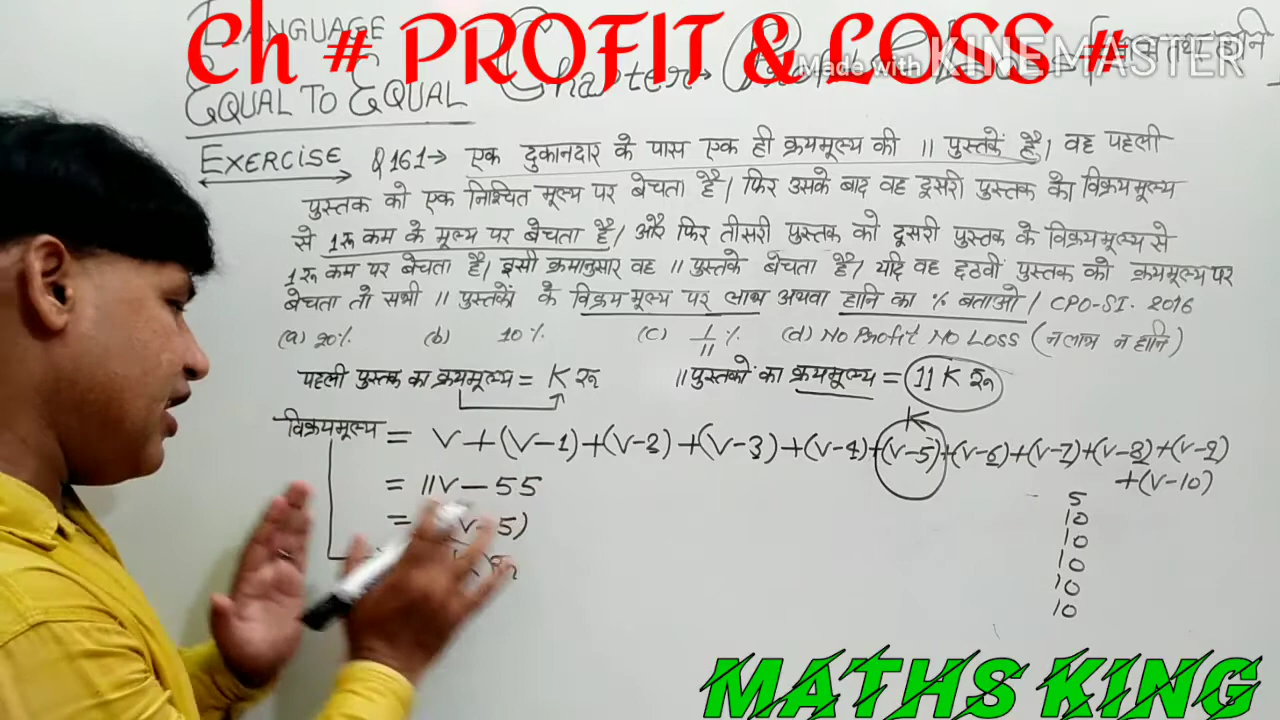 Ch # PROFIT & LOSS #
Made with KINEMASTER
LANGUAGE
EQUAL TO EQUAL
Chapter→
तथा हानि
EXERCISE Q 161→ एक दुकानदार के पास एक ही क्रयमूल्य की 11 पुस्तकें है। वह पहली
पुस्तक को एक निश्चित मूल्य पर बेचता है। फिर उसके बाद वह दूसरी पुस्तक को विक्रयमूल्य
से 1रू कम के मूल्य पर बेचता है। और फिर तीसरी पुस्तक को दूसरी पुस्तक के विक्रयमूल्य से
1रू कम पर बेचता है। इसी क्रमानुसार वह 11 पुस्तके बेचता है। यदि वह छठवीं पुस्तक को क्रयमूल्य पर
बेचता तो सभी 11 पुस्तकों के विक्रयमूल्य पर लाभ अथवा हानि का % बताओ। CPO-SI. 2016
(a) 20% (b) 10% (c) 1/11 % (d) No Profit No Loss (न लाभ न हानि)
पहली पुस्तक का क्रयमूल्य = K रू 11 पुस्तकों का क्रयमूल्य = 11 K रू
K
विक्रयमूल्य = V+(V-1)+(V-2)+(V-3)+(V-4)+(V-5)+(V-6)+(V-7)+(V-8)+(V-9)
+(V-10)
= 11V-55
= V-5)
रू
5
10
10
10
10
10
MATHS KING